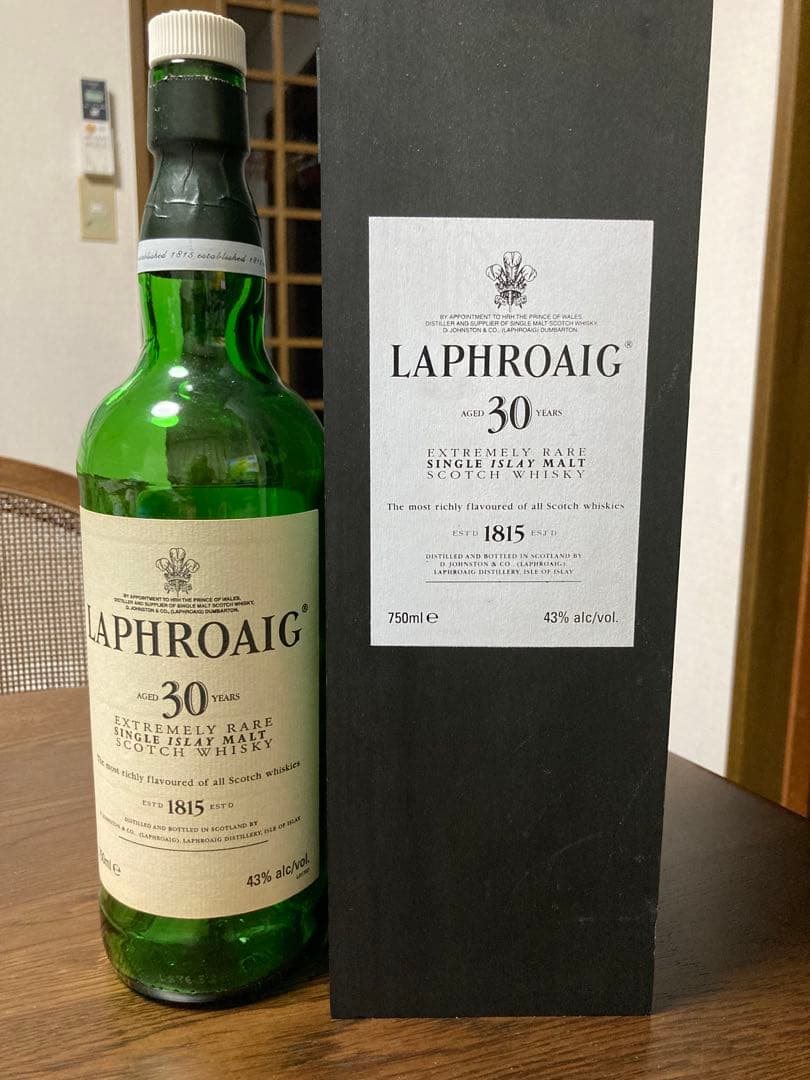 established 1815 established 181
BY APPOINTMENT TO HRH THE PRINCE OF WALES,
DISTILLER AND SUPPLIER OF SINGLE MALT SCOTCH WHISKY,
D. JOHNSTON & CO., (LAPHROAIG) DUMBARTON.
LAPHROAIG®
AGED 30 YEARS
EXTREMELY RARE
SINGLE ISLAY MALT
SCOTCH WHISKY
The most richly flavoured of all Scotch whiskies
ESTD 1815 ESTD
DISTILLED AND BOTTLED IN SCOTLAND BY
JOHNSTON & CO., (LAPHROAIG), LAPHROAIG DISTILLERY, ISLE OF ISLAY
50ml e
43% alc/vol.
BY APPOINTMENT TO HRH THE PRINCE OF WALES,
DISTILLER AND SUPPLIER OF SINGLE MALT SCOTCH WHISKY,
D. JOHNSTON & CO., (LAPHROAIG) DUMBARTON.
LAPHROAIG®
AGED 30 YEARS
EXTREMELY RARE
SINGLE ISLAY MALT
SCOTCH WHISKY
The most richly flavoured of all Scotch whiskies
ESTD 1815 ESTD
DISTILLED AND BOTTLED IN SCOTLAND BY
D. JOHNSTON & CO., (LAPHROAIG),
LAPHROAIG DISTILLERY, ISLE OF ISLAY
750ml e
43% alc/vol.